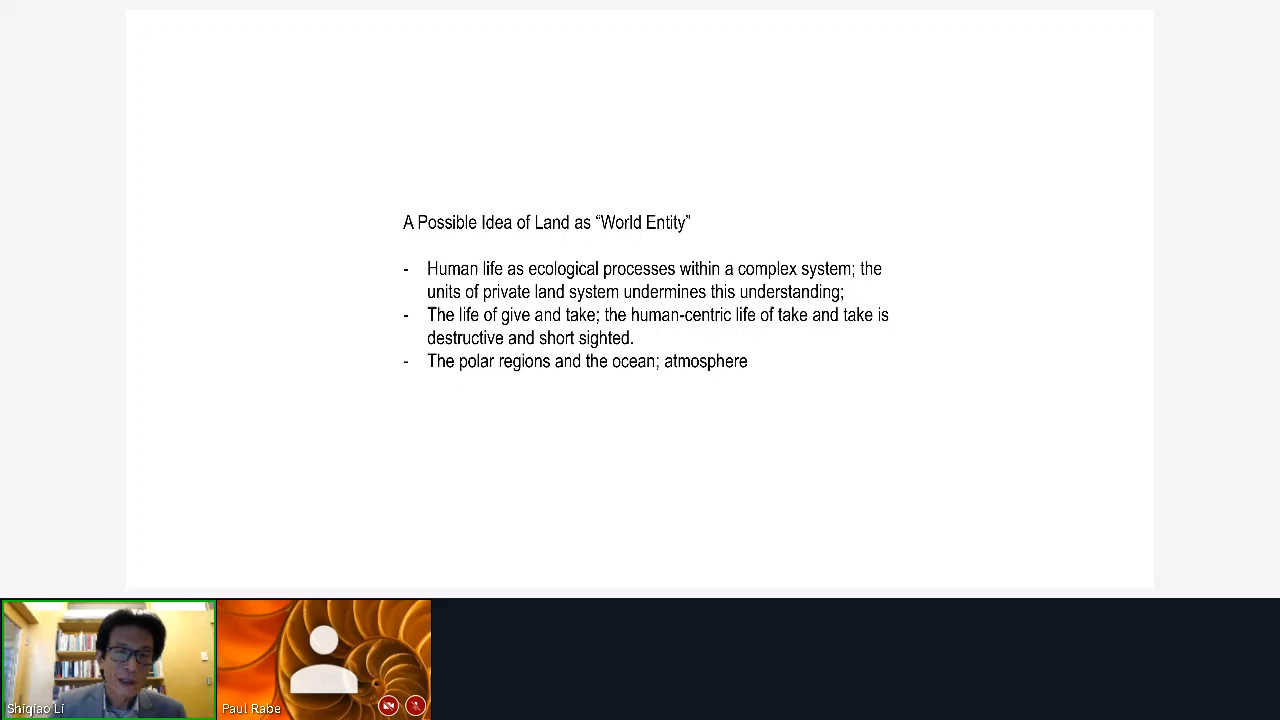 A Possible Idea of Land as “World Entity”
- Human life as ecological processes within a complex system; the
units of private land system undermines this understanding;
- The life of give and take; the human-centric life of take and take is
destructive and short sighted.
- The polar regions and the ocean; atmosphere
Shiqiao Li
Paul Rabe